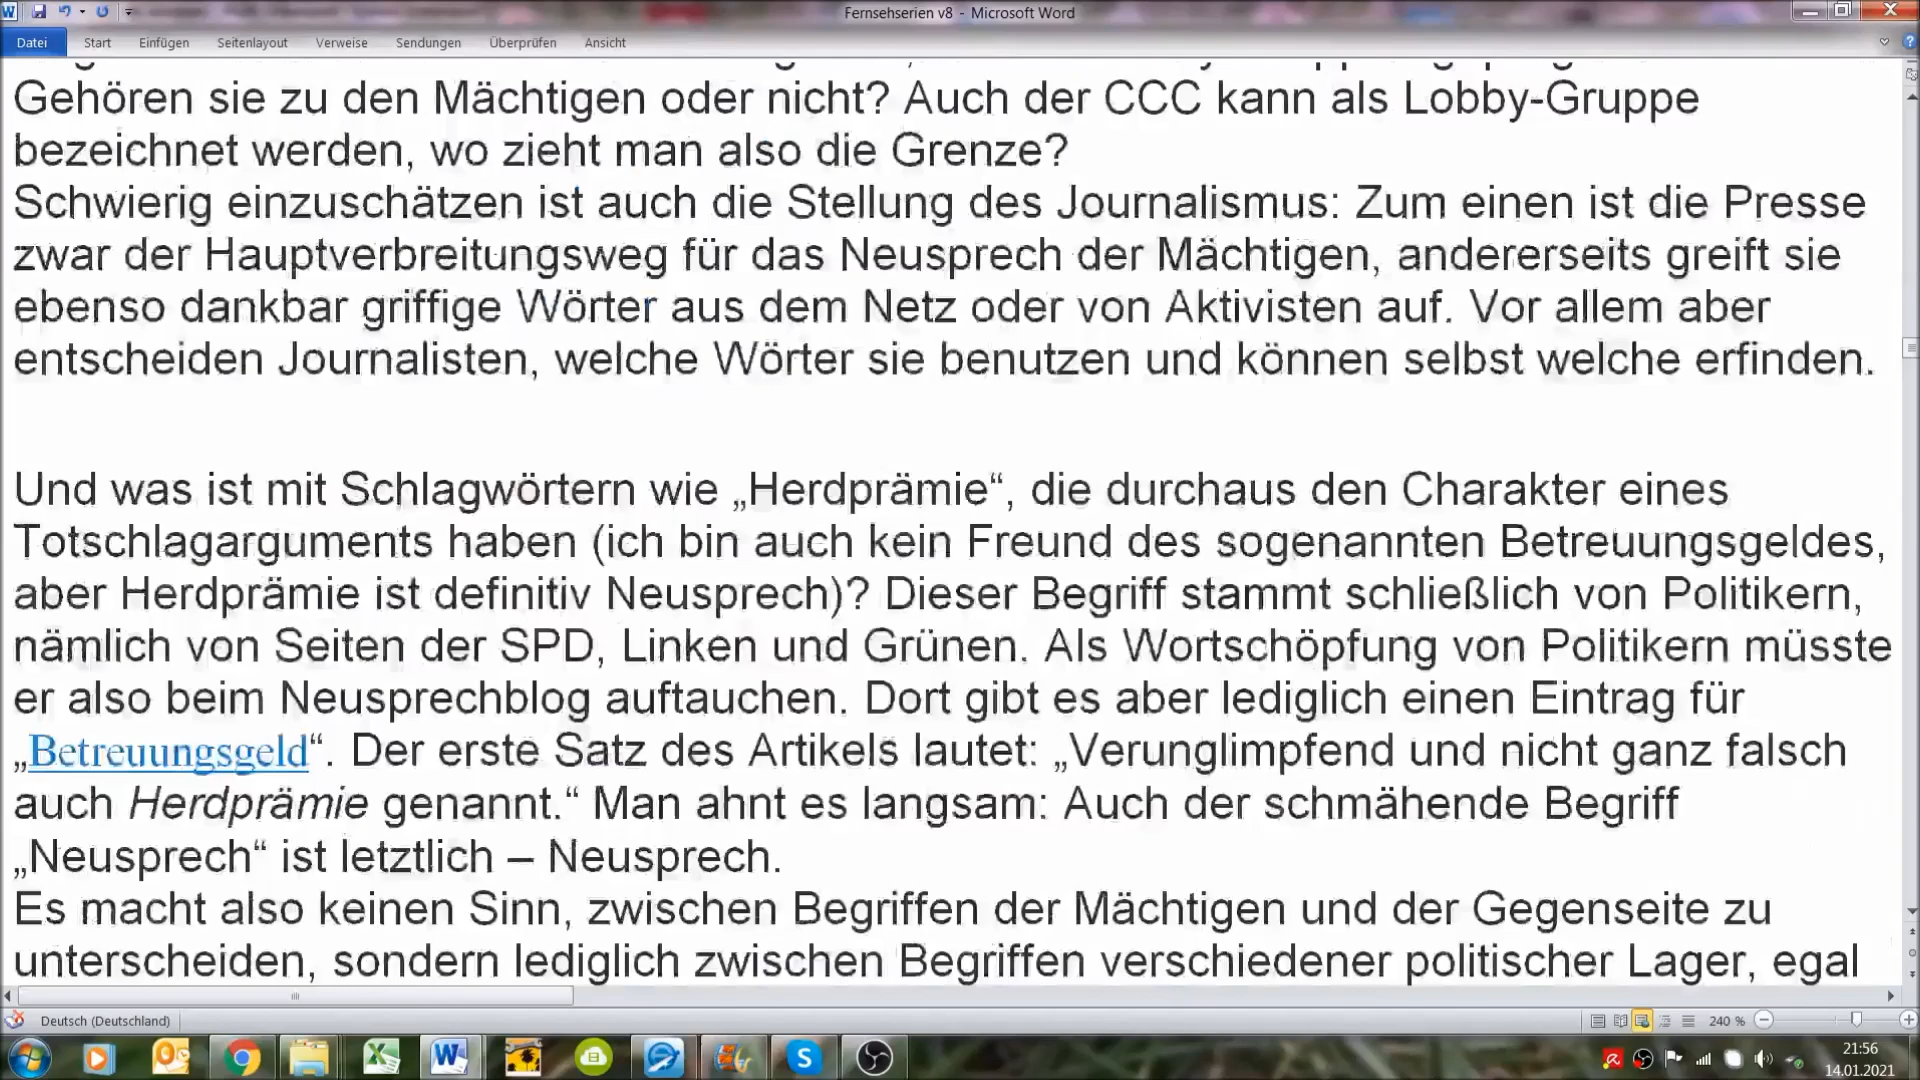 Fernsehserien v8 - Microsoft Word
Datei Start Einfügen Seitenlayout Verweise Sendungen Überprüfen Ansicht
Gehören sie zu den Mächtigen oder nicht? Auch der CCC kann als Lobby-Gruppe
bezeichnet werden, wo zieht man also die Grenze?
Schwierig einzuschätzen ist auch die Stellung des Journalismus: Zum einen ist die Presse
zwar der Hauptverbreitungsweg für das Neusprech der Mächtigen, andererseits greift sie
ebenso dankbar griffige Wörter aus dem Netz oder von Aktivisten auf. Vor allem aber
entscheiden Journalisten, welche Wörter sie benutzen und können selbst welche erfinden.
Und was ist mit Schlagwörtern wie „Herdprämie“, die durchaus den Charakter eines
Totschlagarguments haben (ich bin auch kein Freund des sogenannten Betreuungsgeldes,
aber Herdprämie ist definitiv Neusprech)? Dieser Begriff stammt schließlich von Politikern,
nämlich von Seiten der SPD, Linken und Grünen. Als Wortschöpfung von Politikern müsste
er also beim Neusprechblog auftauchen. Dort gibt es aber lediglich einen Eintrag für
„Betreuungsgeld“. Der erste Satz des Artikels lautet: „Verunglimpfend und nicht ganz falsch
auch Herdprämie genannt.“ Man ahnt es langsam: Auch der schmähende Begriff
„Neusprech“ ist letztlich – Neusprech.
Es macht also keinen Sinn, zwischen Begriffen der Mächtigen und der Gegenseite zu
unterscheiden, sondern lediglich zwischen Begriffen verschiedener politischer Lager, egal
Deutsch (Deutschland) 240 %
21:56
14.01.2021